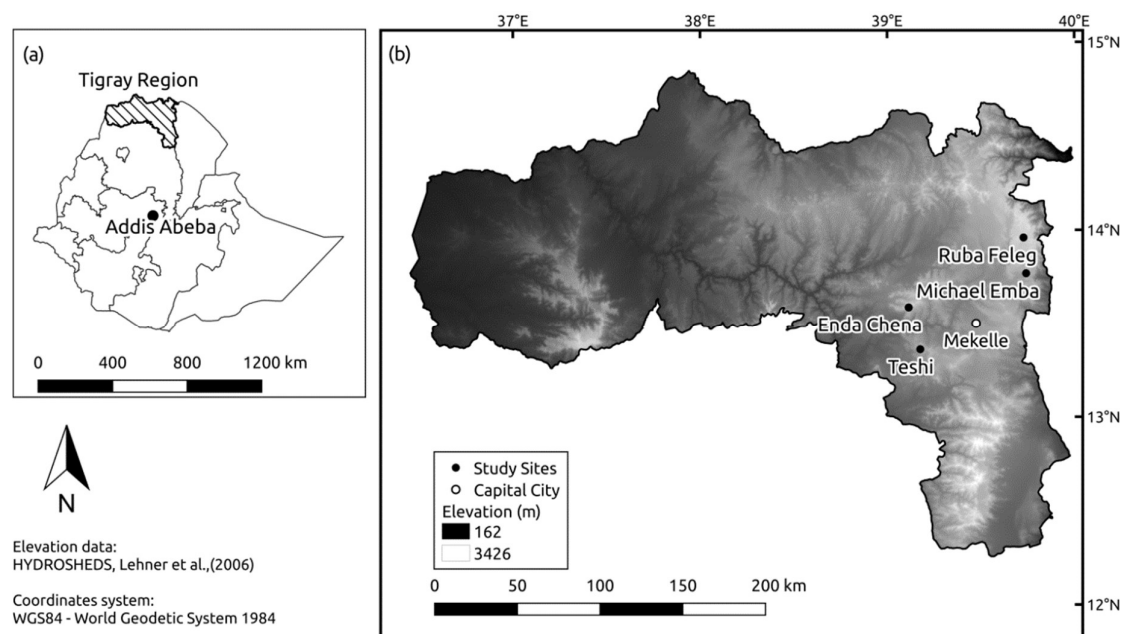 (a)
Tigray Region
Addis Abeba
0 400 800 1200 km
N
Elevation data:
HYDROSHEDS, Lehner et al.,(2006)
Coordinates system:
WGS84 - World Geodetic System 1984
37°E 38°E 39°E 40°E
(b)
15°N
14°N
13°N
12°N
Ruba Feleg
Michael Emba
Enda Chena
Mekelle
Teshi
Study Sites
Capital City
Elevation (m)
162
3426
0 50 100 150 200 km